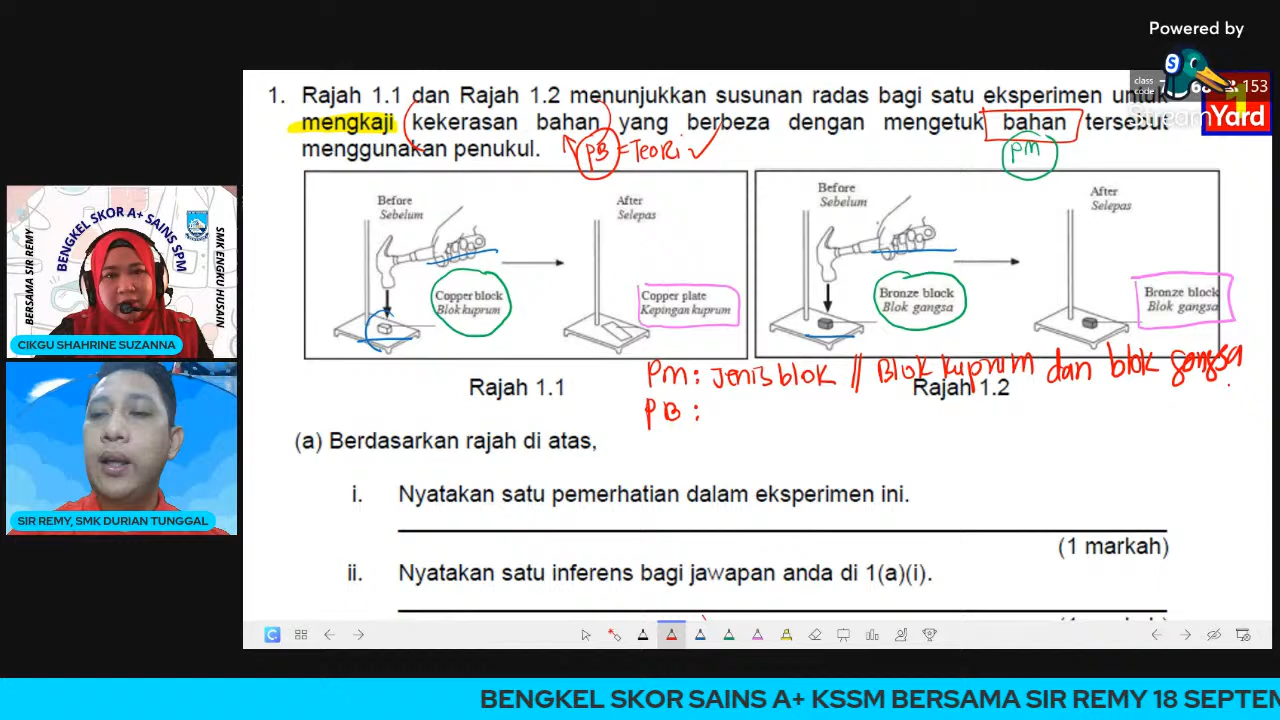 Powered by
StreamYard
class code
153
1. Rajah 1.1 dan Rajah 1.2 menunjukkan susunan radas bagi satu eksperimen untuk
mengkaji kekerasan bahan yang berbeza dengan mengetuk bahan tersebut
menggunakan penukul.
PB = Teori ✓
PM
Before
Sebelum
After
Selepas
Copper block
Blok kuprum
Copper plate
Kepingan kuprum
Before
Sebelum
After
Selepas
Bronze block
Blok gangsa
Bronze block
Blok gangsa
Rajah 1.1
Rajah 1.2
PM : Jenis blok // Blok kuprum dan blok gangsa
PB :
(a) Berdasarkan rajah di atas,
i. Nyatakan satu pemerhatian dalam eksperimen ini.
(1 markah)
ii. Nyatakan satu inferens bagi jawapan anda di 1(a)(i).
BENGKEL SKOR A+ SAINS SPM
BERSAMA SIR REMY
SMK ENGKU HUSAIN
CIKGU SHAHRINE SUZANNA
SIR REMY, SMK DURIAN TUNGGAL
BENGKEL SKOR SAINS A+ KSSM BERSAMA SIR REMY 18 SEPTEM